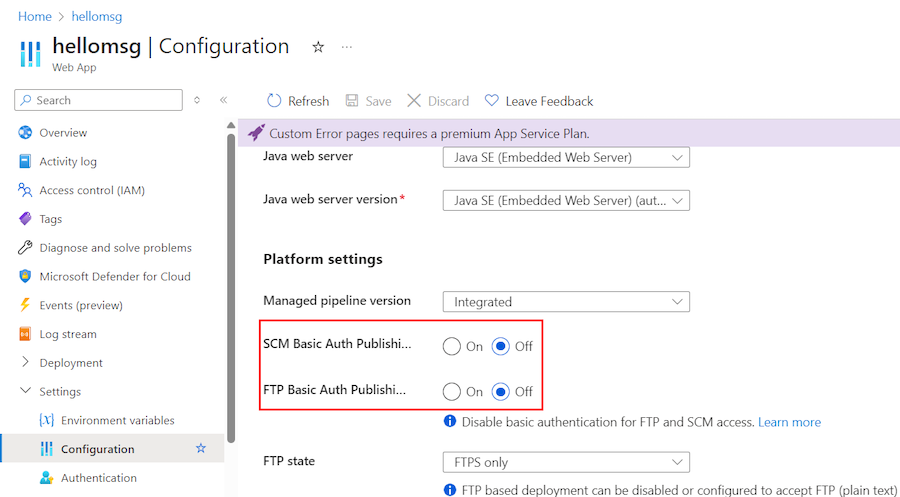 Home > hellomsg
hellomsg | Configuration ☆ ...
Web App
Search
Refresh Save Discard Leave Feedback
Overview
Activity log
Access control (IAM)
Tags
Diagnose and solve problems
Microsoft Defender for Cloud
Events (preview)
Log stream
Deployment
Settings
Environment variables
Configuration
Authentication
Custom Error pages requires a premium App Service Plan.
Java web server Java SE (Embedded Web Server)
Java web server version* Java SE (Embedded Web Server) (aut...
Platform settings
Managed pipeline version Integrated
SCM Basic Auth Publishi... On Off
FTP Basic Auth Publishi... On Off
Disable basic authentication for FTP and SCM access. Learn more
FTP state FTPS only
FTP based deployment can be disabled or configured to accept FTP (plain text)